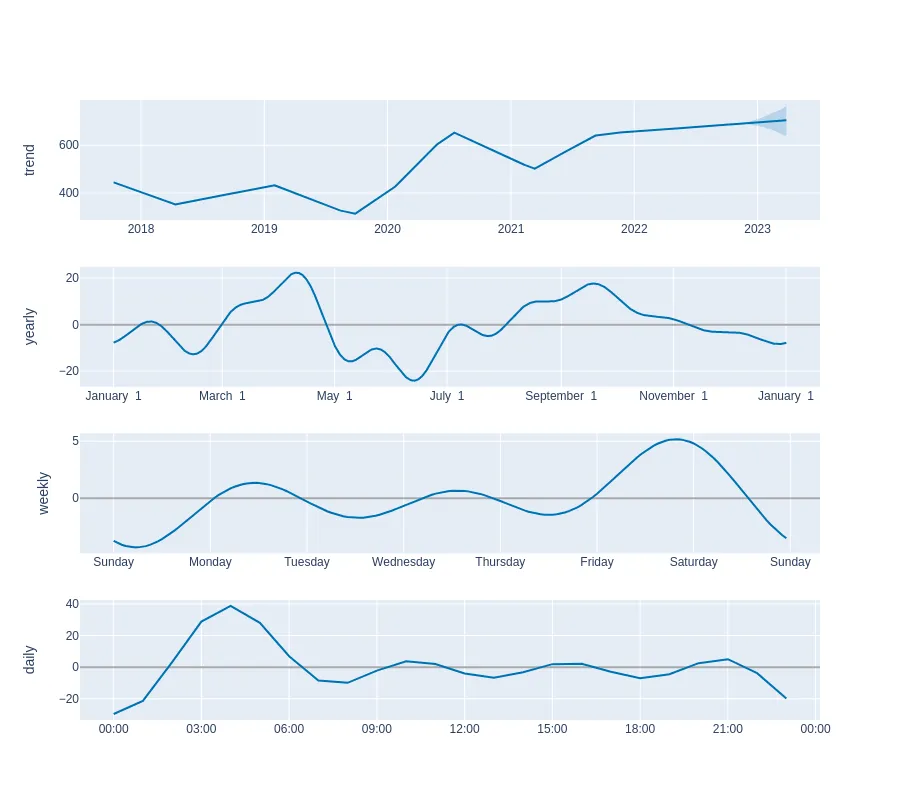 trend
600
400
2018 2019 2020 2021 2022 2023
yearly
20
0
−20
January 1 March 1 May 1 July 1 September 1 November 1 January 1
weekly
5
0
Sunday Monday Tuesday Wednesday Thursday Friday Saturday Sunday
daily
40
20
0
−20
00:00 03:00 06:00 09:00 12:00 15:00 18:00 21:00 00:00